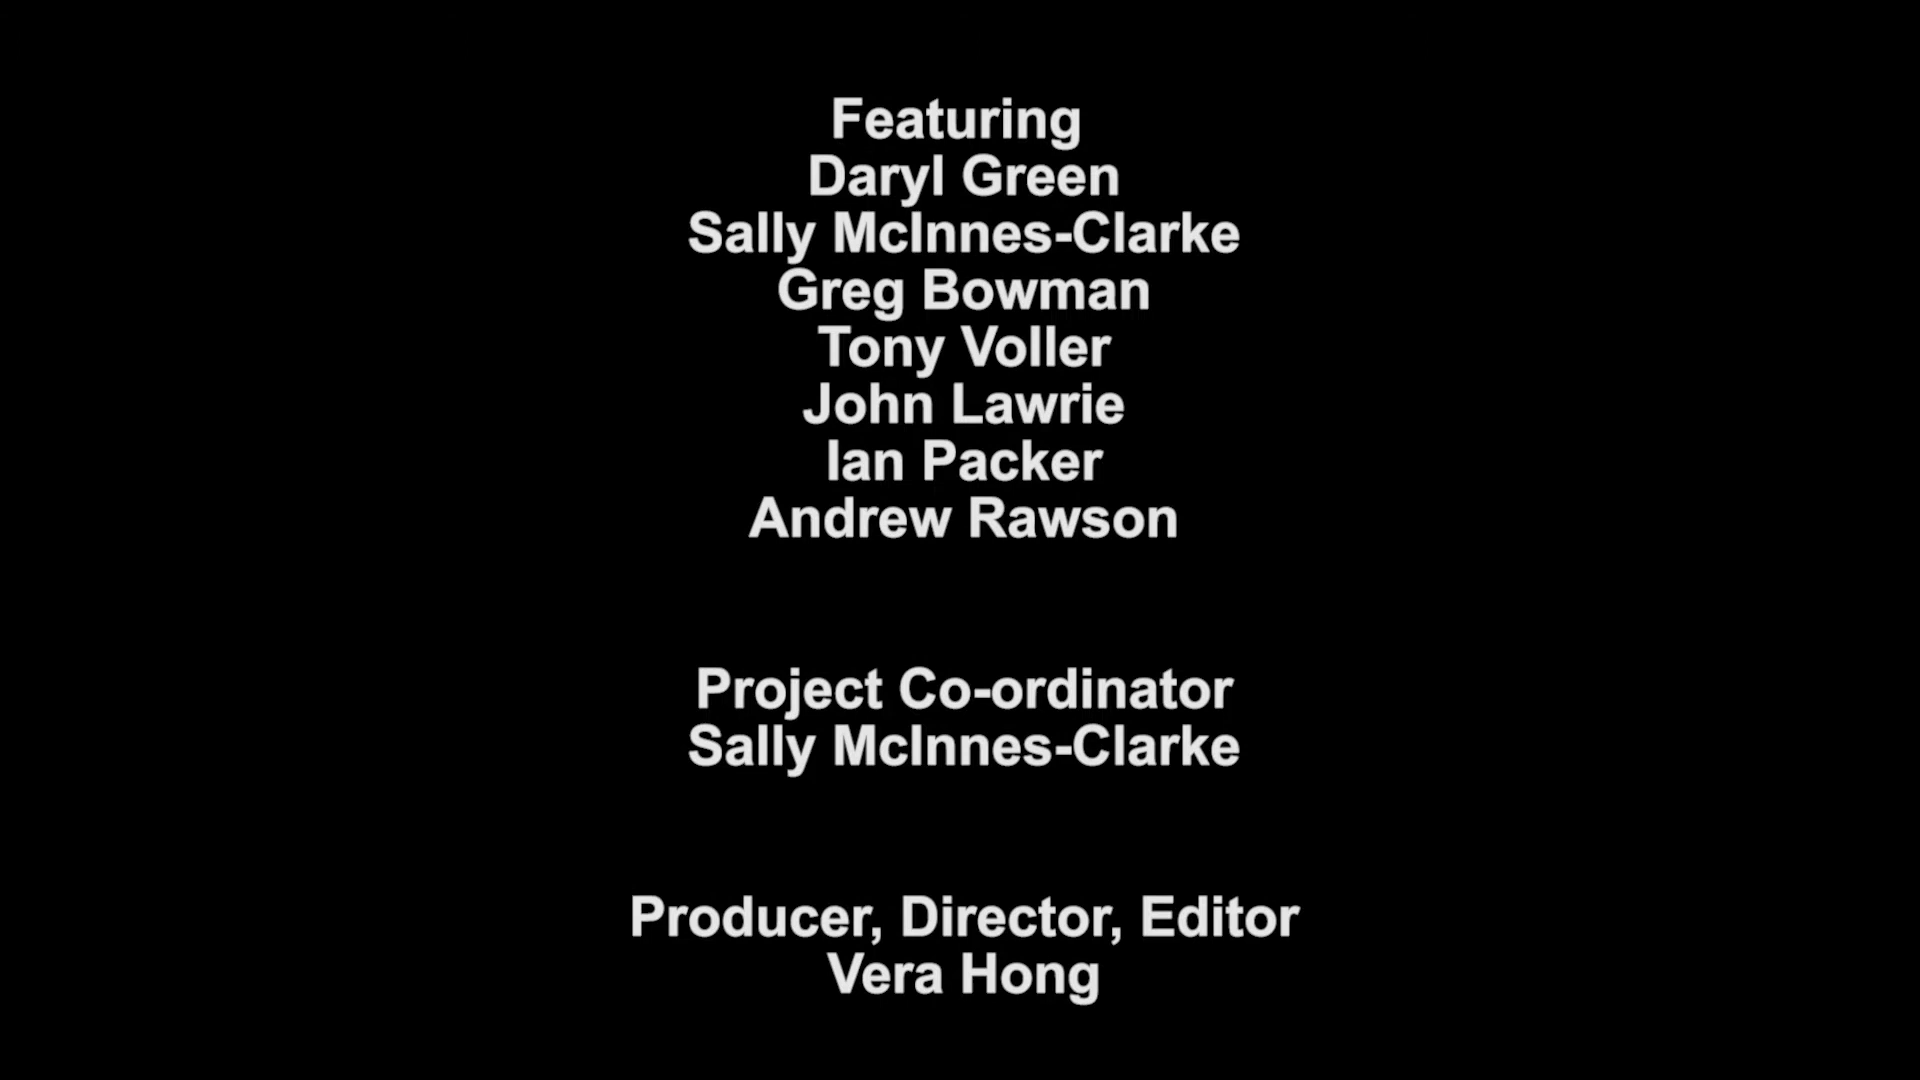 Featuring
Daryl Green
Sally McInnes-Clarke
Greg Bowman
Tony Voller
John Lawrie
Ian Packer
Andrew Rawson
Project Co-ordinator
Sally McInnes-Clarke
Producer, Director, Editor
Vera Hong